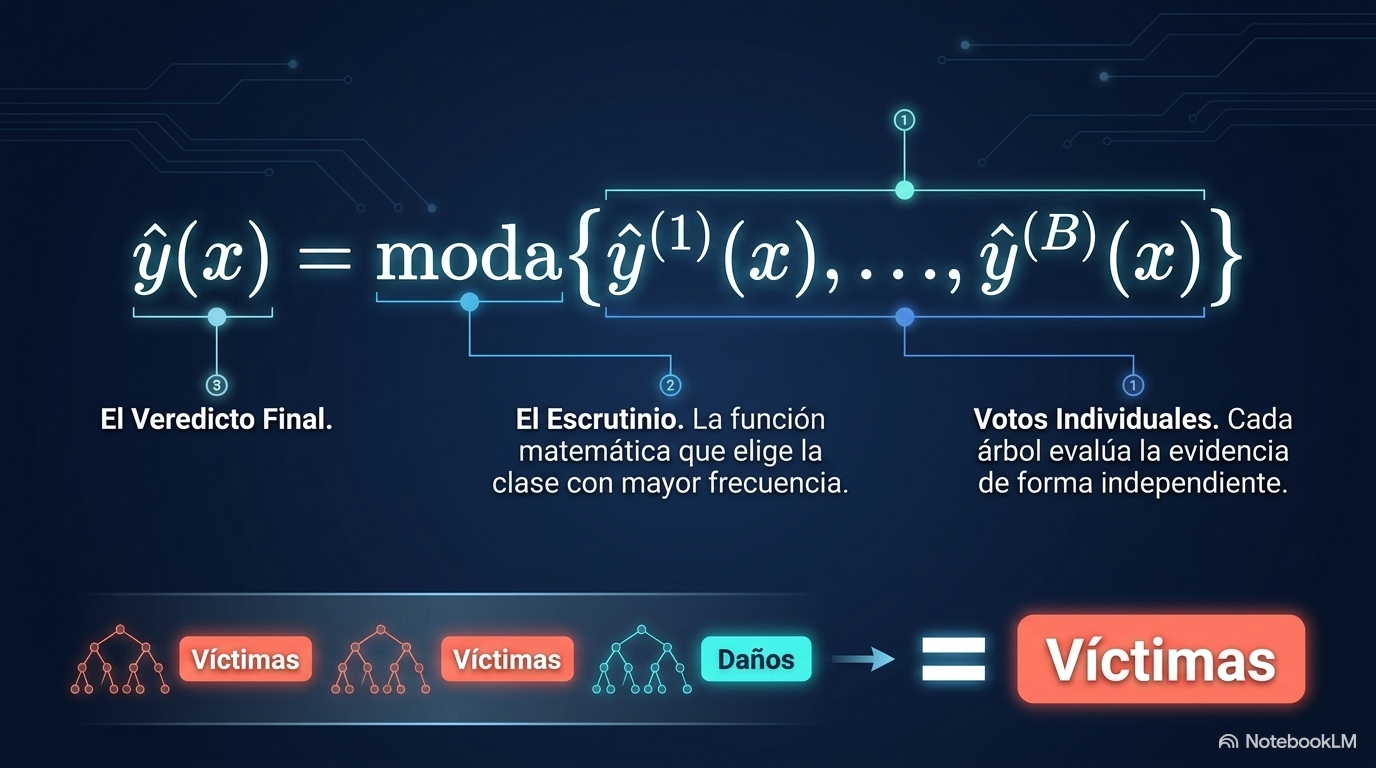 1
ŷ(x) = moda{ŷ^(1)(x), ..., ŷ^(B)(x)}
3
El Veredicto Final.
2
El Escrutinio. La función
matemática que elige la
clase con mayor frecuencia.
1
Votos Individuales. Cada
árbol evalúa la evidencia
de forma independiente.
Víctimas
Víctimas
Daños
=
Víctimas
NotebookLM